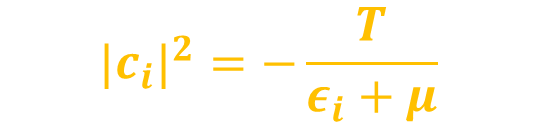 |c_i|^2 = - \frac{T}{\epsilon_i + \mu}